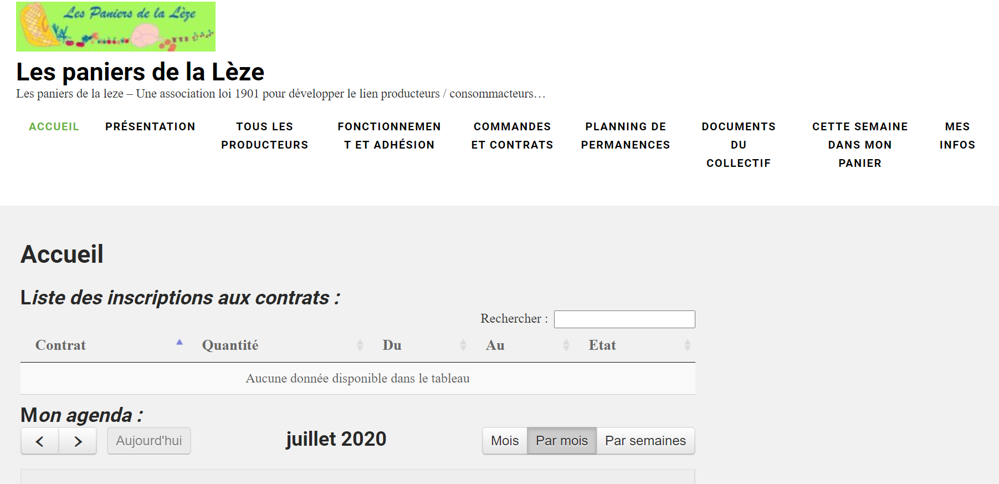 Les Paniers de la Lèze
Les paniers de la Lèze
Les paniers de la leze – Une association loi 1901 pour développer le lien producteurs / consommacteurs…
ACCUEIL
PRÉSENTATION
TOUS LES
PRODUCTEURS
FONCTIONNEMEN
T ET ADHÉSION
COMMANDES
ET CONTRATS
PLANNING DE
PERMANENCES
DOCUMENTS
DU
COLLECTIF
CETTE SEMAINE
DANS MON
PANIER
MES
INFOS
Accueil
Liste des inscriptions aux contrats :
Rechercher :
Contrat Quantité Du Au Etat
Aucune donnée disponible dans le tableau
Mon agenda :
Aujourd'hui juillet 2020 Mois Par mois Par semaines